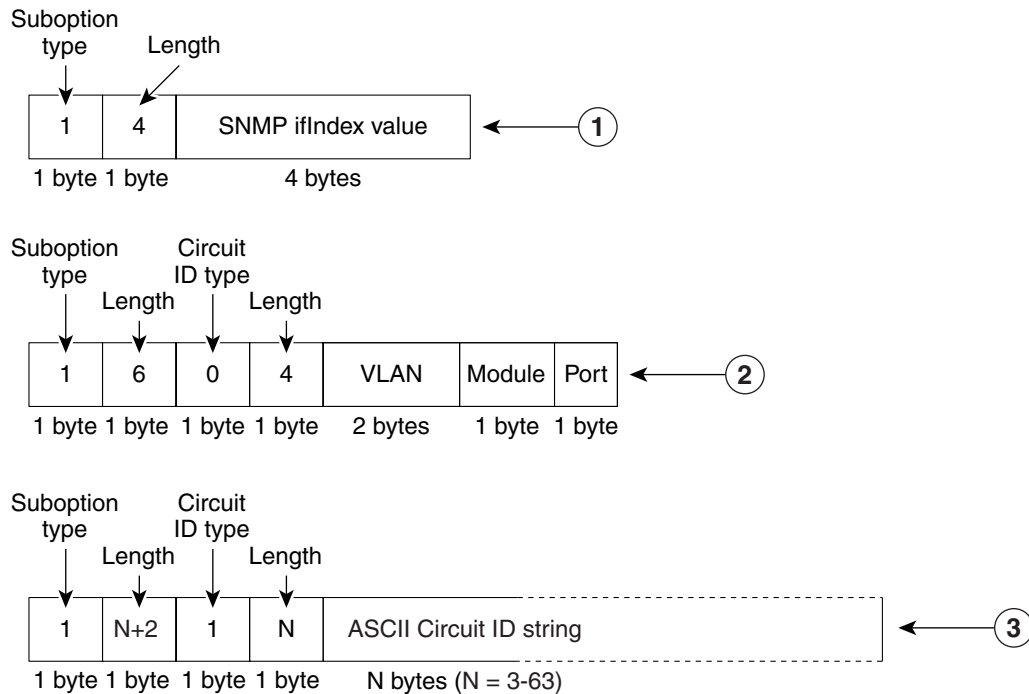 Suboption
type
Length
1 4 SNMP ifIndex value 1
1 byte 1 byte 4 bytes
Suboption Circuit
type ID type
Length Length
1 6 0 4 VLAN Module Port 2
1 byte 1 byte 1 byte 1 byte 2 bytes 1 byte 1 byte
Suboption Circuit
type ID type
Length Length
1 N+2 1 N ASCII Circuit ID string 3
1 byte 1 byte 1 byte 1 byte N bytes (N = 3-63)